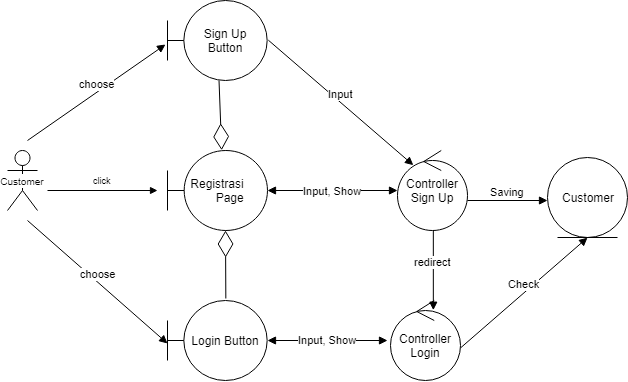 Sign Up
Button
choose
Input
Customer
click
Registrasi
Page
Input, Show
Controller
Sign Up
Saving
Customer
choose
redirect
Check
Login Button
Input, Show
Controller
Login